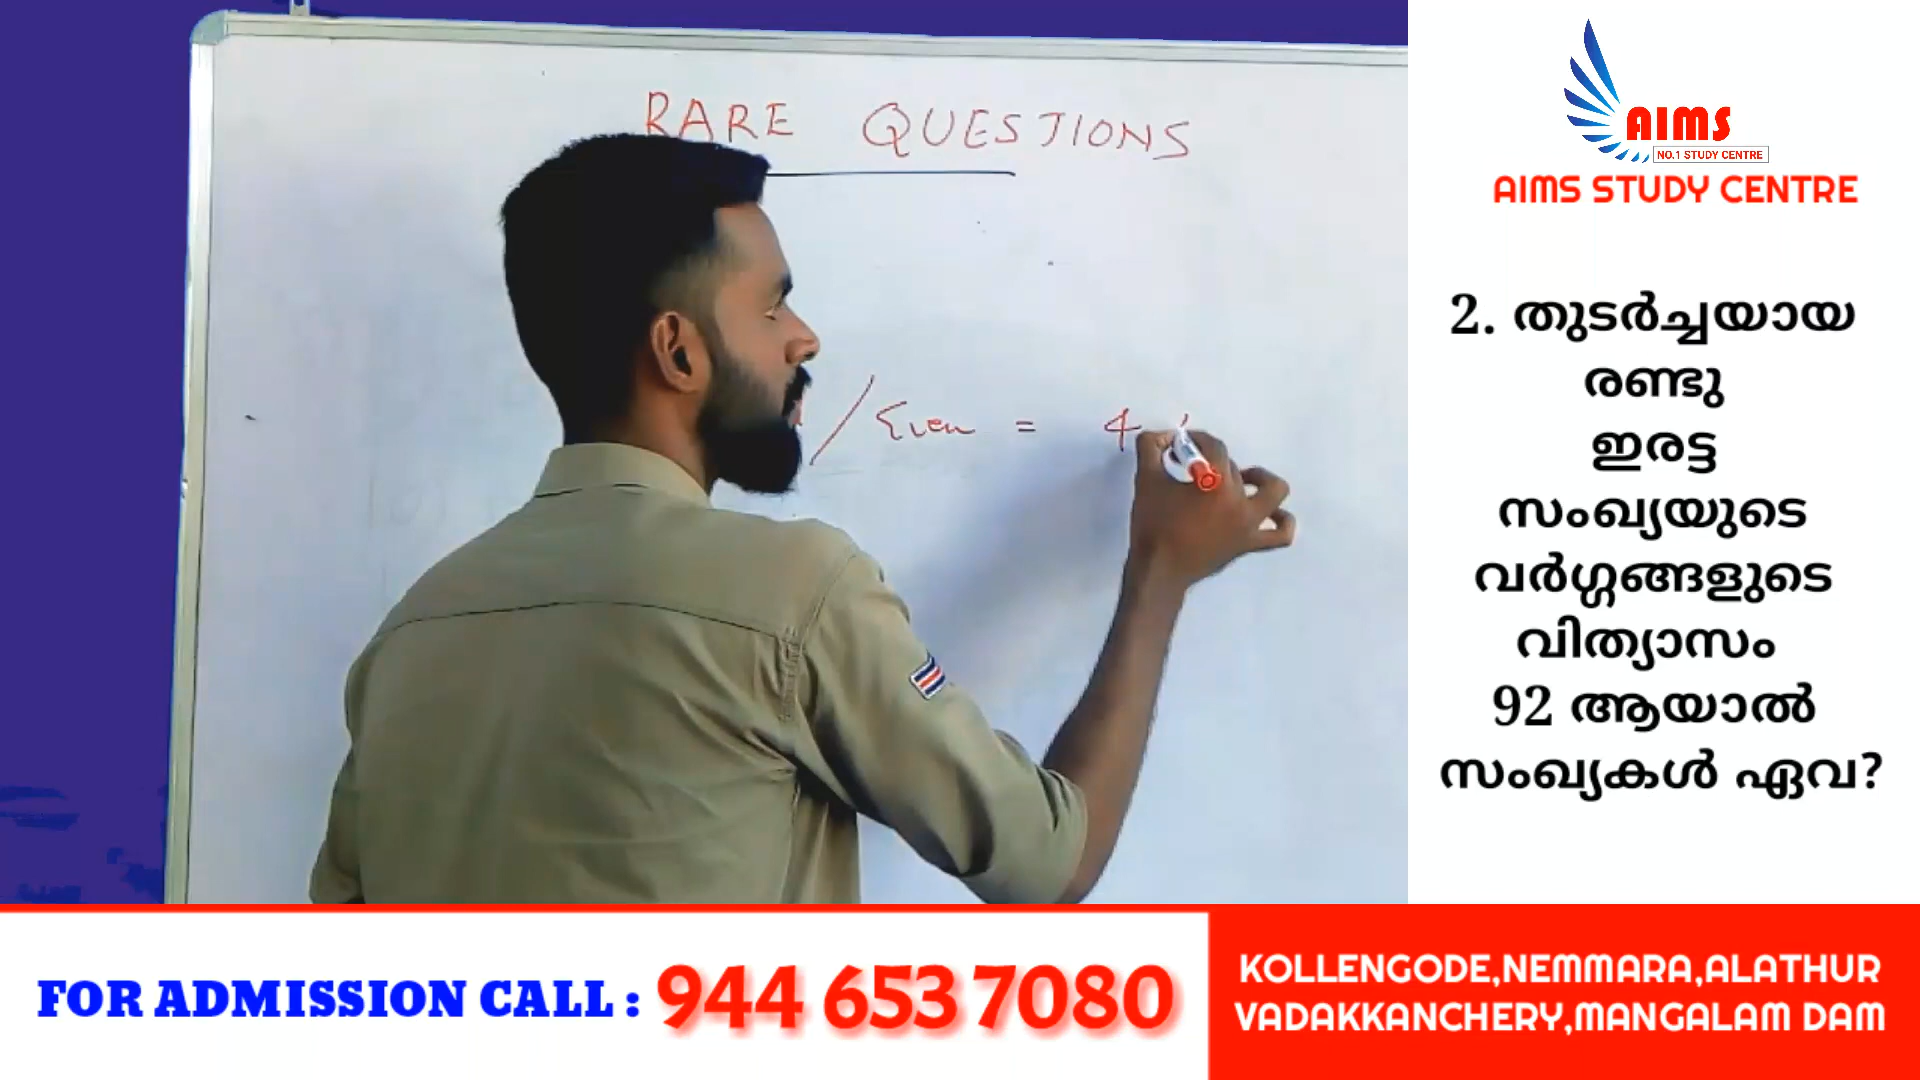 RARE QUESTIONS
/Even = 4
AIMS
NO.1 STUDY CENTRE
AIMS STUDY CENTRE
2. തുടർച്ചയായ
രണ്ടു
ഇരട്ട
സംഖ്യയുടെ
വർഗ്ഗങ്ങളുടെ
വിത്യാസം
92 ആയാൽ
സംഖ്യകൾ ഏവ?
FOR ADMISSION CALL : 944 653 7080
KOLLENGODE,NEMMARA,ALATHUR
VADAKKANCHERY,MANGALAM DAM